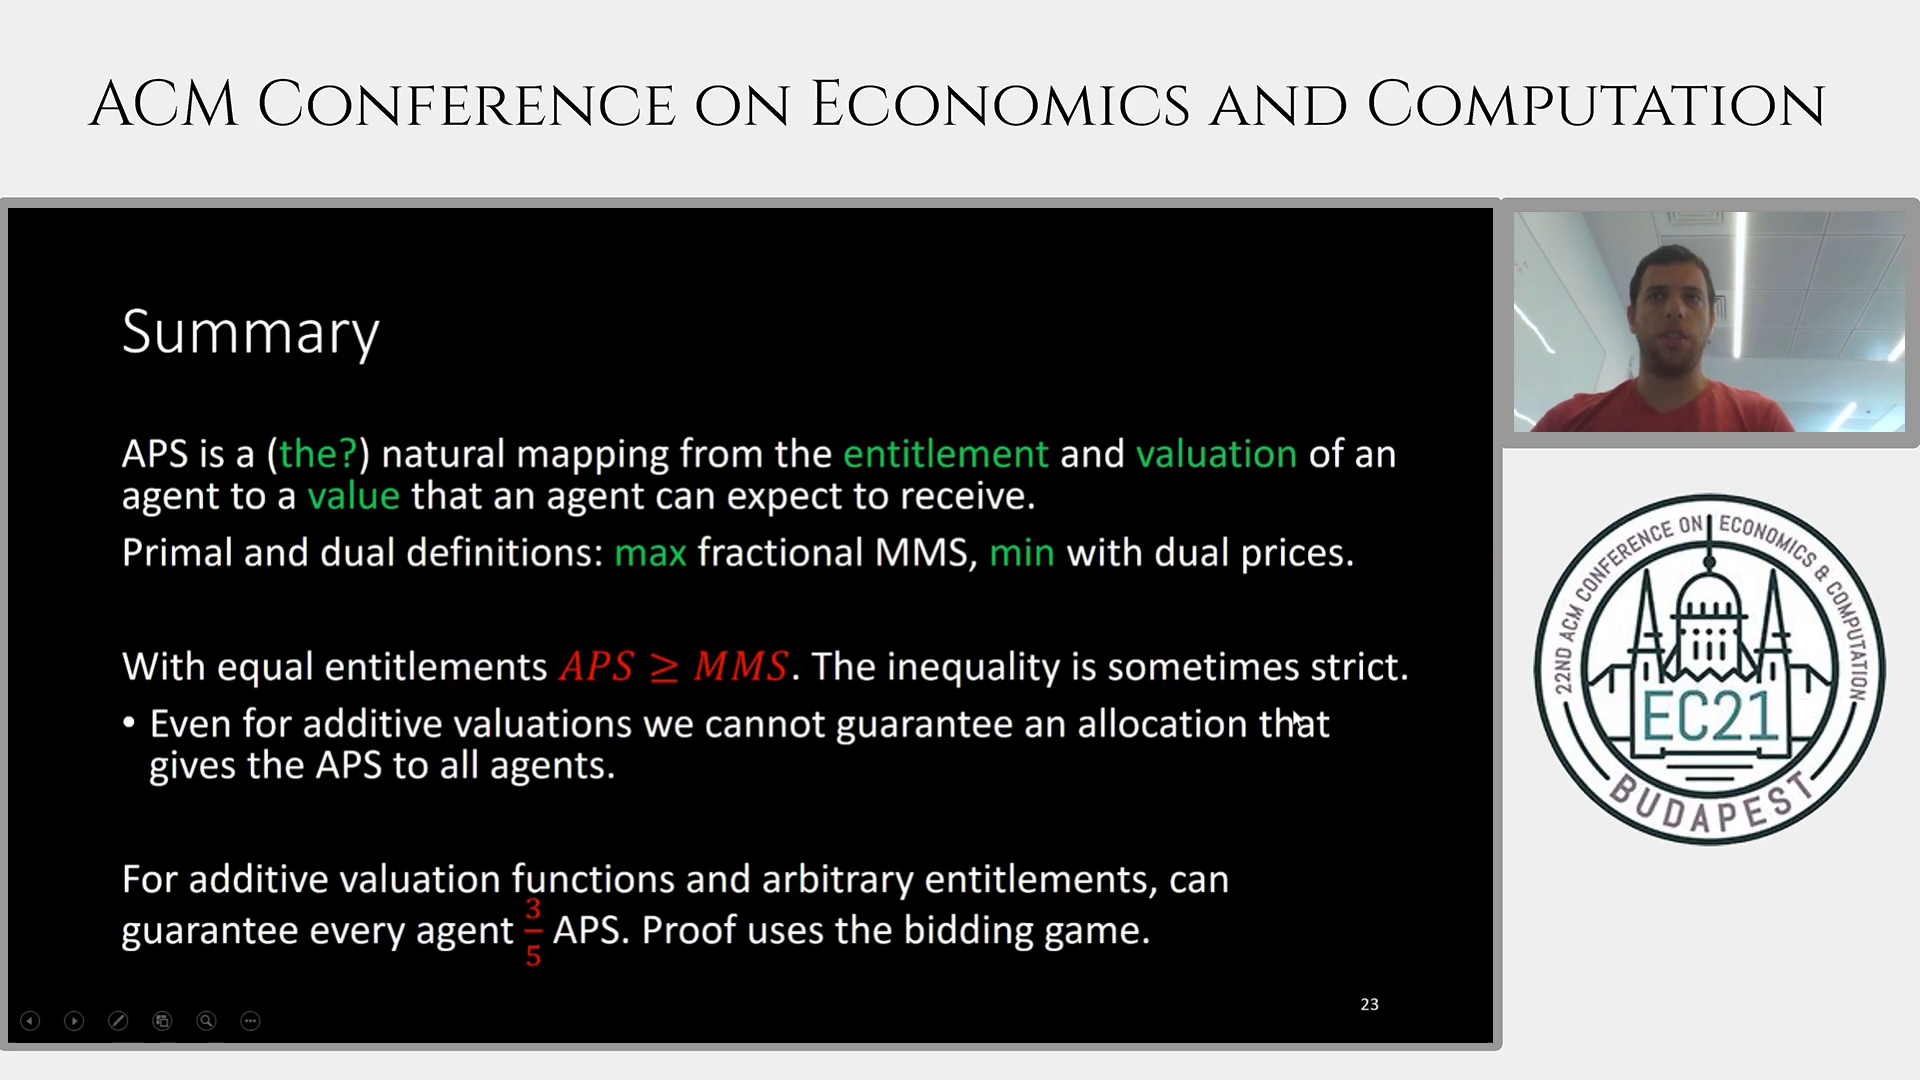 ACM Conference on Economics and Computation
Summary
APS is a (the?) natural mapping from the entitlement and valuation of an
agent to a value that an agent can expect to receive.
Primal and dual definitions: max fractional MMS, min with dual prices.
With equal entitlements APS ≥ MMS. The inequality is sometimes strict.
• Even for additive valuations we cannot guarantee an allocation that
gives the APS to all agents.
For additive valuation functions and arbitrary entitlements, can
guarantee every agent 3/5 APS. Proof uses the bidding game.
23
22ND ACM CONFERENCE ON ECONOMICS & COMPUTATION
EC21
BUDAPEST